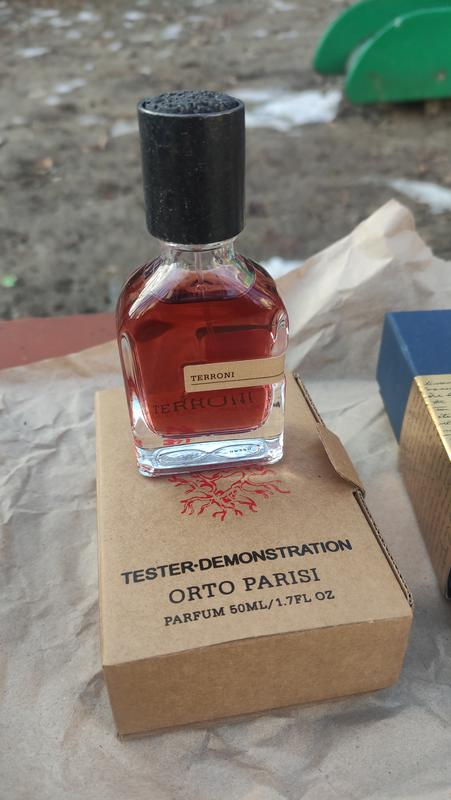 TERRONI
TERRONI
TESTER·DEMONSTRATION
ORTO PARISI
PARFUM 50ML/1.7FL OZ